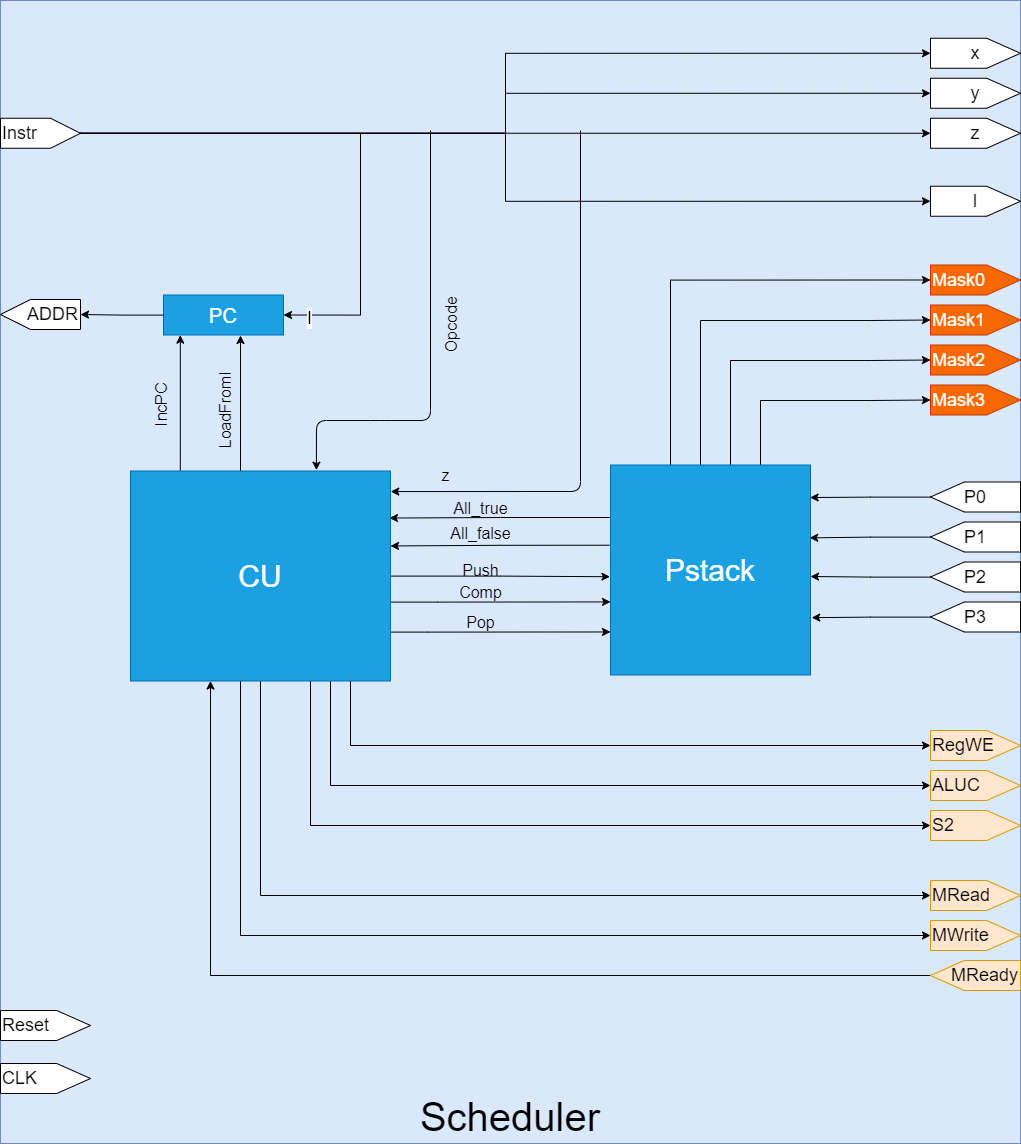 x
y
Instr
z
I
Mask0
Opcode
ADDR
PC
I
Mask1
Mask2
IncPC
LoadFromI
Mask3
z
P0
All_true
All_false
P1
CU
Pstack
Push
P2
Comp
Pop
P3
RegWE
ALUC
S2
MRead
MWrite
MReady
Reset
CLK
Scheduler